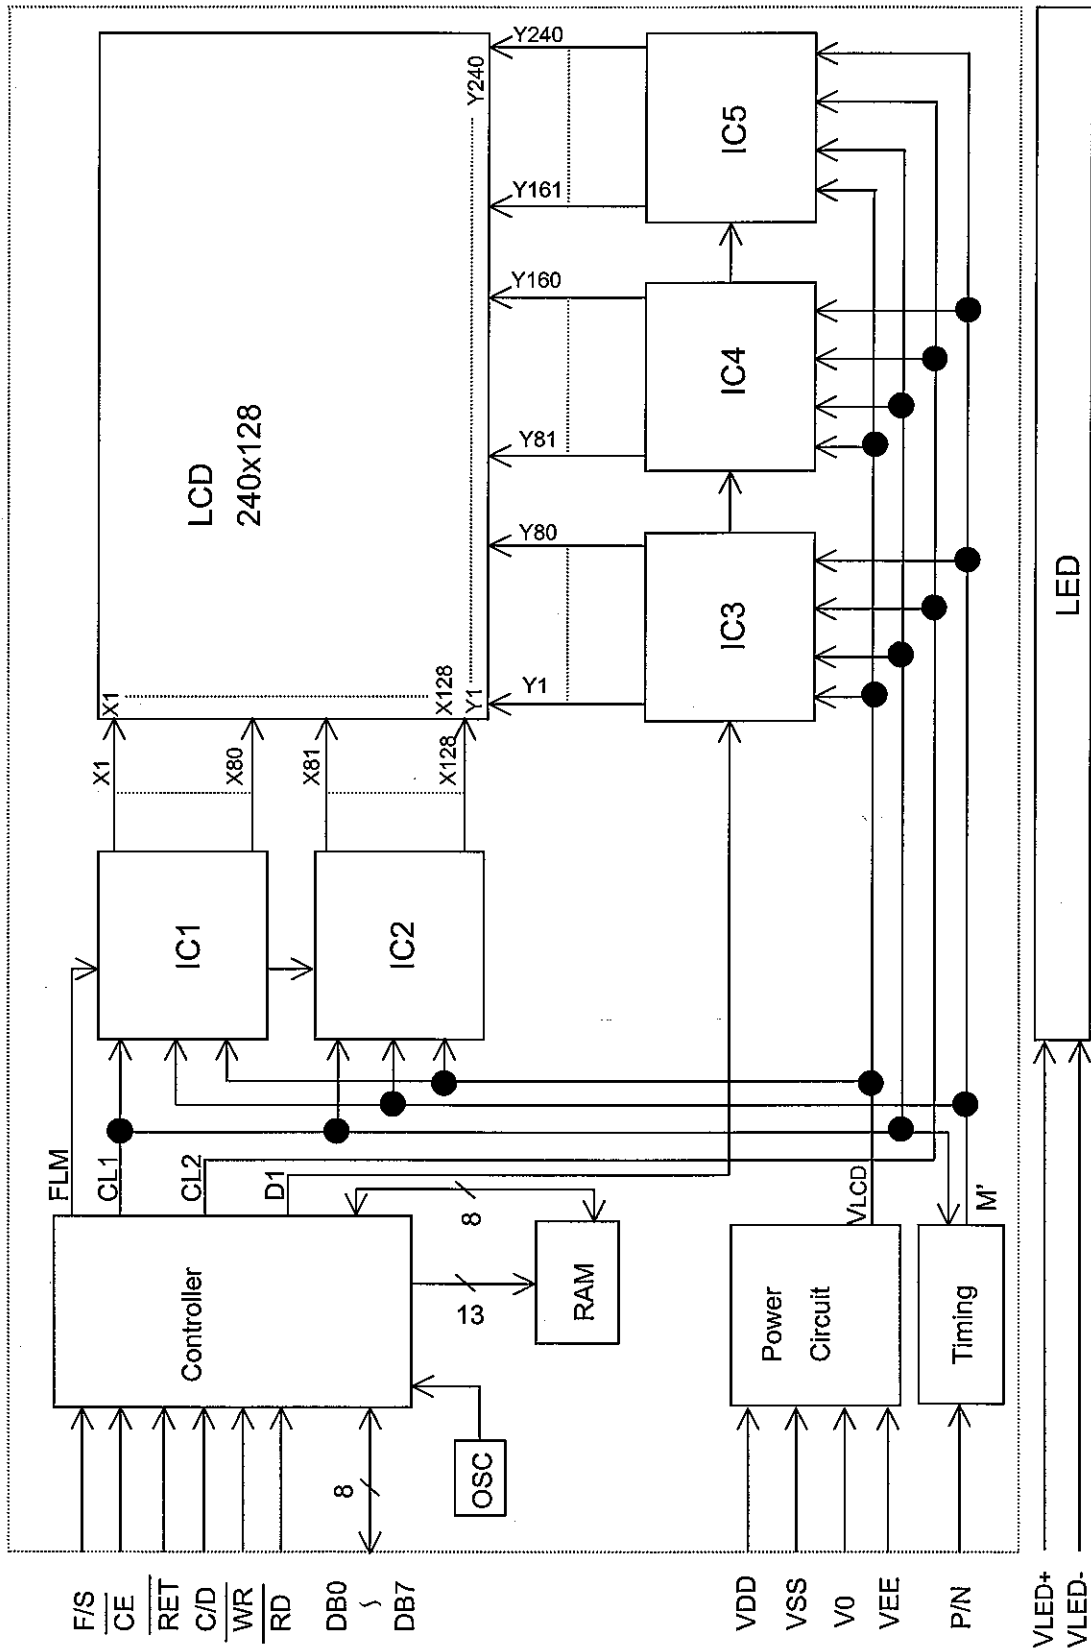 F/S
CE
RET
C/D
WR
RD
DB0
~
DB7
8
Controller
OSC
FLM
CL1
CL2
D1
8
13
RAM
IC1
IC2
X1
X80
X81
X128
X1
X128
Y1
Y240
LCD
240x128
Y1
Y80
Y81
Y160
Y161
Y240
IC3
IC4
IC5
VDD
VSS
V0
VEE
Power
Circuit
VLCD
P/N
Timing
M'
VLED+
VLED-
LED